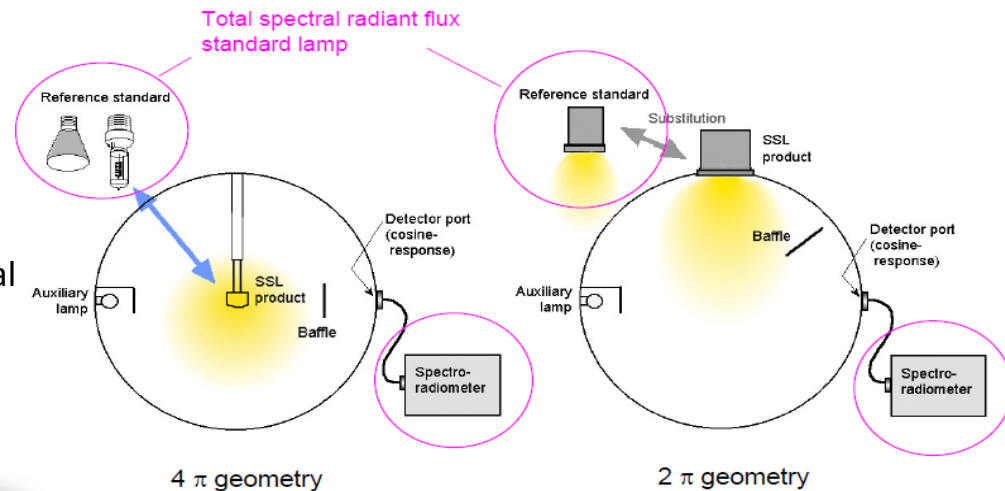 Total spectral radiant flux
standard lamp
Reference standard
SSL
product
Baffle
Auxiliary
lamp
Detector port
(cosine-
response)
Spectro-
radiometer
4 π geometry
al
Reference standard
Substitution
SSL
product
Baffle
Detector port
(cosine-
response)
Auxiliary
lamp
Spectro-
radiometer
2 π geometry